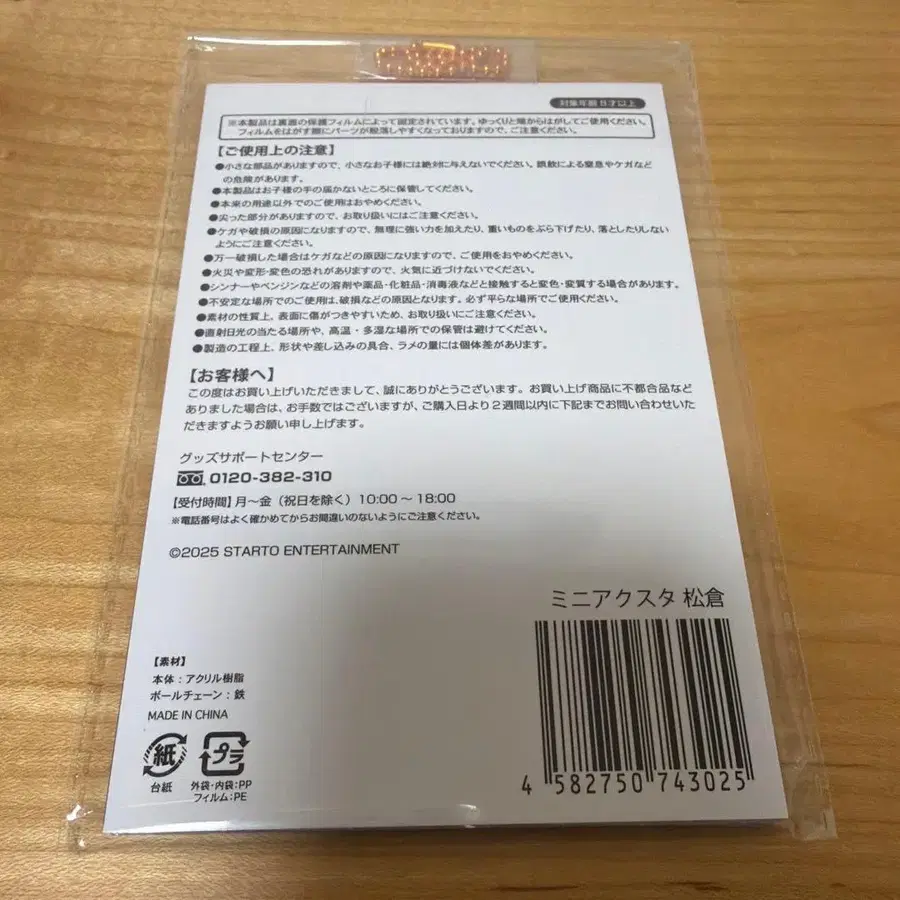 対象年齢 9才以上
※本製品は裏面の保護フィルムによって固定されています。ゆっくりと端からはがしてご使用ください。
フィルムをはがす際にパーツが脱落しやすくなっておりますので、ご注意ください。
【ご使用上の注意】
●小さな部品がありますので、小さなお子様には絶対に与えないでください。誤飲による窒息やケガなど
の危険があります。
●本製品はお子様の手の届かないところに保管してください。
●本来の用途以外でのご使用はおやめください。
●尖った部分がありますので、お取り扱いにはご注意ください。
●ケガや破損の原因になりますので、無理に強い力を加えたり、重いものをぶら下げたり、落としたりしない
ようにご注意ください。
●万一破損した場合はケガなどの原因になりますので、ご使用をおやめください。
●火災や変形・変色の恐れがありますので、火気に近づけないでください。
●シンナーやベンジンなどの溶剤や薬品・化粧品・消毒液などと接触すると変色・変質する場合があります。
●不安定な場所でのご使用は、破損などの原因となります。必ず平らな場所でご使用ください。
●素材の性質上、表面に傷がつきやすいため、お取り扱いにご注意ください。
●直射日光の当たる場所や、高温・多湿な場所での保管は避けてください。
●製造の工程上、形状や差し込みの具合、ラメの量には個体差があります。
【お客様へ】
この度はお買い上げいただきまして、誠にありがとうございます。お買い上げ商品に不都合品など
ありました場合は、お手数ではございますが、ご購入日より2週間以内に下記までお問い合わせいた
だきますようお願い申し上げます。
グッズサポートセンター
0120-382-310
【受付時間】月～金（祝日を除く）10:00～18:00
※電話番号はよく確かめてからお間違いのないようにご注意ください。
©2025 STARTO ENTERTAINMENT
ミニアクスタ 松倉
4 582750 743025
【素材】
本体：アクリル樹脂
ボールチェーン：鉄
MADE IN CHINA
紙
台紙
プラ
外袋・内袋：PP
フィルム：PE